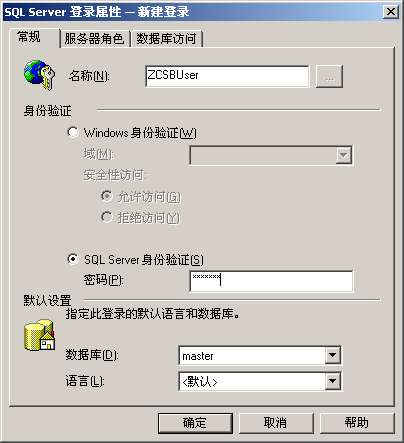 SQL Server 登录属性 － 新建登录
常规 服务器角色 数据库访问
名称(N): ZCSBUser ...
身份验证
Windows 身份验证(W)
域(M):
安全性访问:
允许访问(G)
拒绝访问(Y)
SQL Server 身份验证(S)
密码(P): *******
默认设置
指定此登录的默认语言和数据库。
数据库(D): master
语言(L): <默认>
确定 取消 帮助